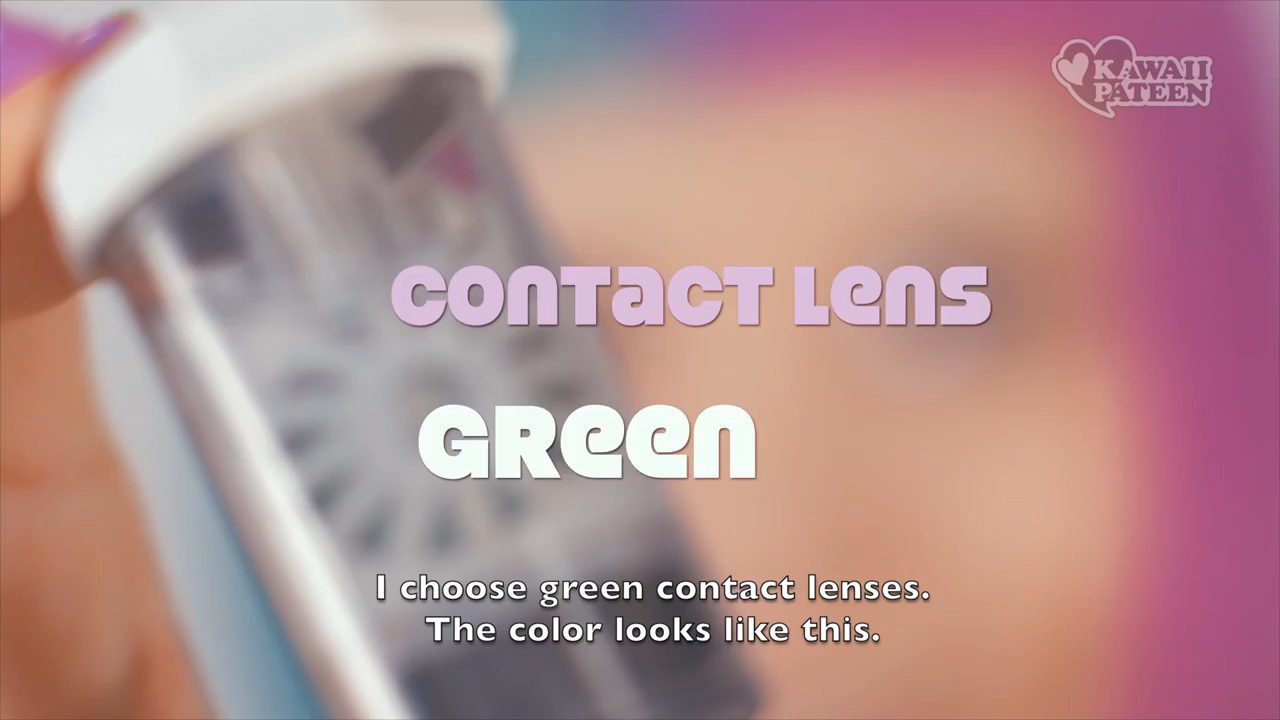 KAWAII
PATEEN
CONTACT LENS
GREEN
I choose green contact lenses.
The color looks like this.